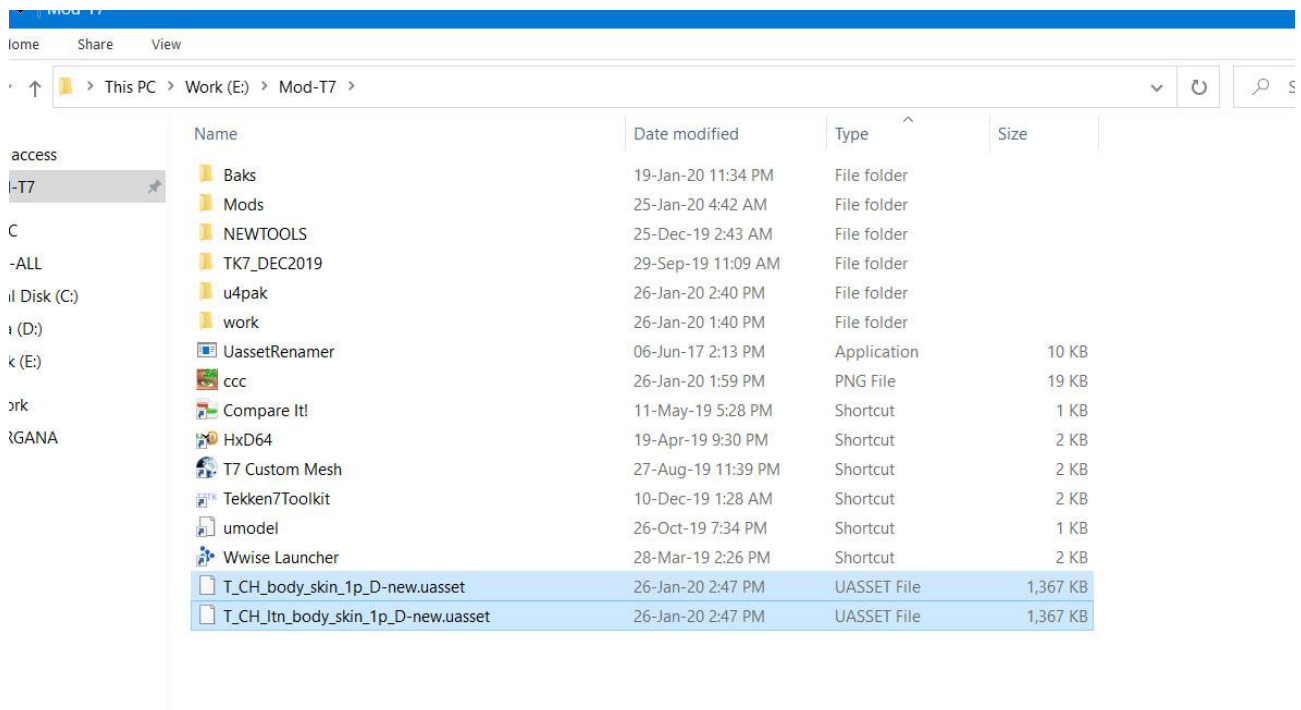 Mod-T7
Home Share View
This PC > Work (E:) > Mod-T7 >
Name Date modified Type Size
access
Baks 19-Jan-20 11:34 PM File folder
-T7
Mods 25-Jan-20 4:42 AM File folder
C
NEWTOOLS 25-Dec-19 2:43 AM File folder
-ALL
TK7_DEC2019 29-Sep-19 11:09 AM File folder
al Disk (C:)
u4pak 26-Jan-20 2:40 PM File folder
a (D:)
work 26-Jan-20 1:40 PM File folder
k (E:)
UassetRenamer 06-Jun-17 2:13 PM Application 10 KB
ccc 26-Jan-20 1:59 PM PNG File 19 KB
ork
Compare It! 11-May-19 5:28 PM Shortcut 1 KB
RGANA
HxD64 19-Apr-19 9:30 PM Shortcut 2 KB
T7 Custom Mesh 27-Aug-19 11:39 PM Shortcut 2 KB
Tekken7Toolkit 10-Dec-19 1:28 AM Shortcut 2 KB
umodel 26-Oct-19 7:34 PM Shortcut 1 KB
Wwise Launcher 28-Mar-19 2:26 PM Shortcut 2 KB
T_CH_body_skin_1p_D-new.uasset 26-Jan-20 2:47 PM UASSET File 1,367 KB
T_CH_ltn_body_skin_1p_D-new.uasset 26-Jan-20 2:47 PM UASSET File 1,367 KB